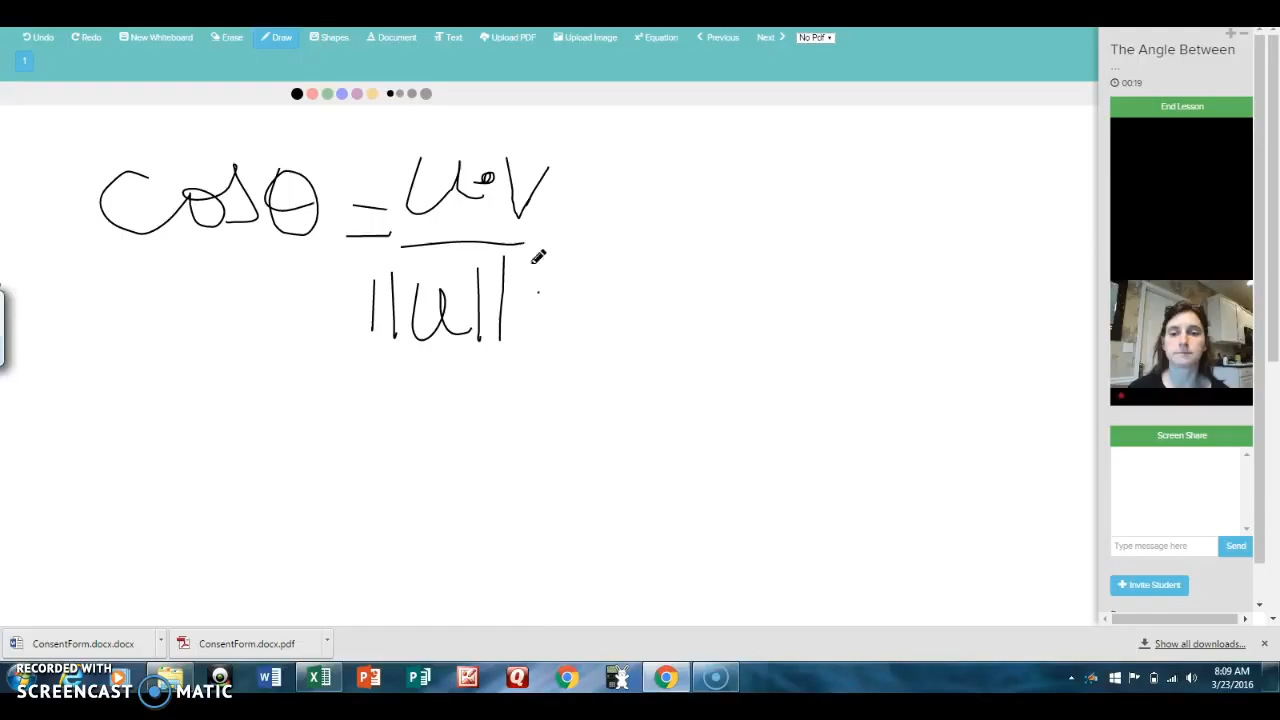 Undo Redo New Whiteboard Erase Draw Shapes Document Text Upload PDF Upload Image Equation Previous Next No Pdf
1
The Angle Between
...
00:19
End Lesson
cosθ = u•v
||u||
Screen Share
Type message here Send
Invite Student
ConsentForm.docx.docx ConsentForm.docx.pdf Show all downloads...
RECORDED WITH
SCREENCAST MATIC
8:09 AM
3/23/2016